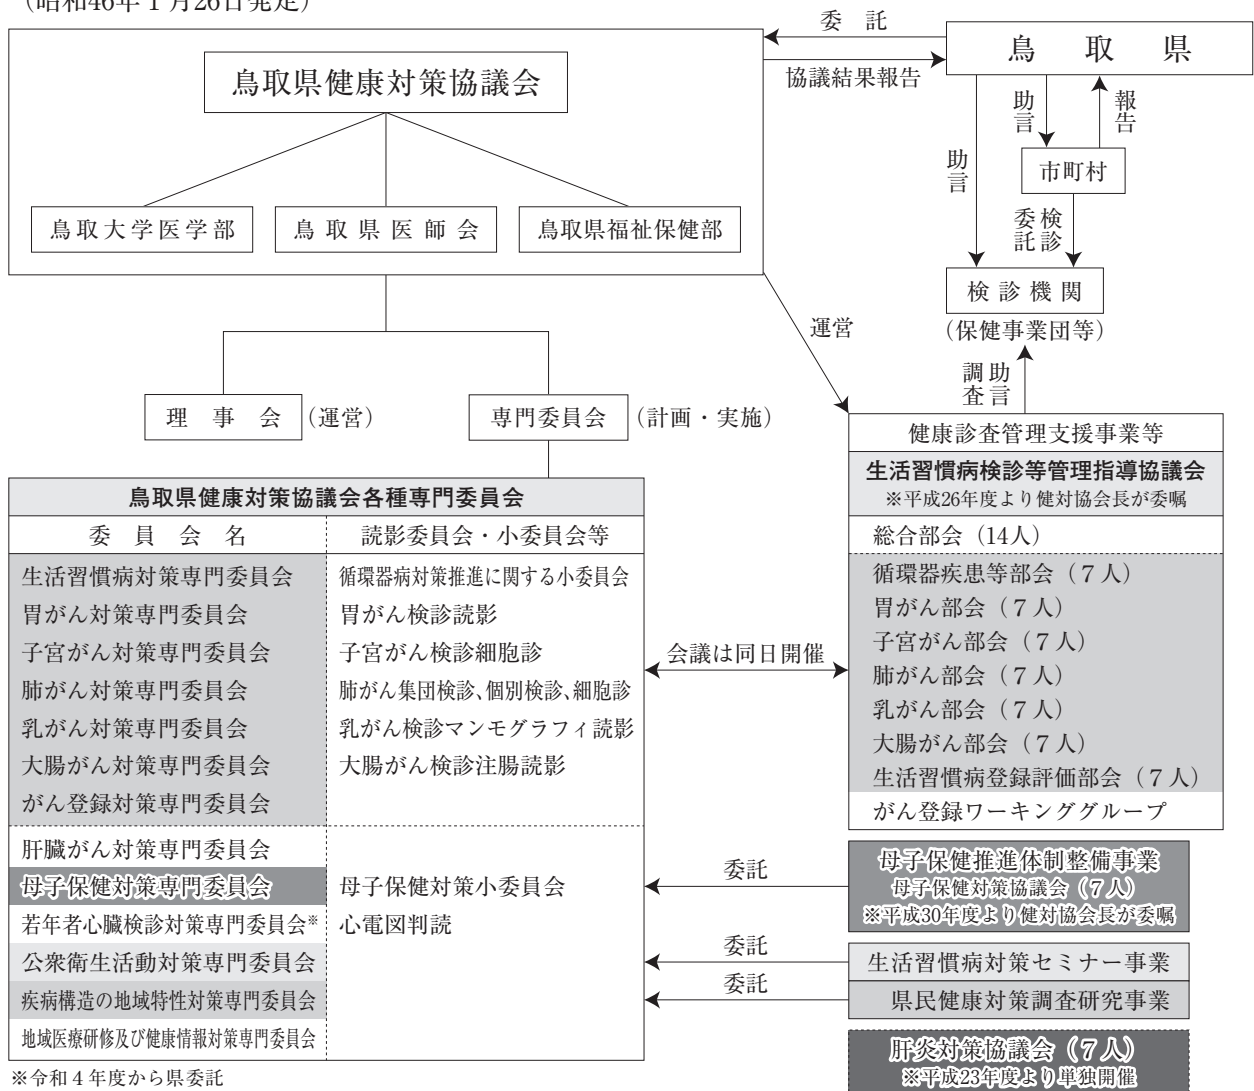 （昭和46年１月26日発足）
委 託
鳥 取 県
協議結果報告
鳥取県健康対策協議会
助言
報告
助言
市町村
鳥取大学医学部
鳥取県医師会
鳥取県福祉保健部
検診
委託
検診機関
（保健事業団等）
運営
助言
調査
理 事 会
（運営）
専門委員会
（計画・実施）
健康診査管理支援事業等
生活習慣病検診等管理指導協議会
※平成26年度より健対協会長が委嘱
総合部会（14人）
循環器疾患等部会（７人）
胃がん部会（７人）
子宮がん部会（７人）
肺がん部会（７人）
乳がん部会（７人）
大腸がん部会（７人）
生活習慣病登録評価部会（７人）
がん登録ワーキンググループ
鳥取県健康対策協議会各種専門委員会
委 員 会 名
読影委員会・小委員会等
生活習慣病対策専門委員会
循環器病対策推進に関する小委員会
胃がん対策専門委員会
胃がん検診読影
子宮がん対策専門委員会
子宮がん検診細胞診
肺がん対策専門委員会
肺がん集団検診、個別検診、細胞診
乳がん対策専門委員会
乳がん検診マンモグラフィ読影
大腸がん対策専門委員会
大腸がん検診注腸読影
がん登録対策専門委員会
会議は同日開催
肝臓がん対策専門委員会
母子保健対策専門委員会
母子保健対策小委員会
若年者心臓検診対策専門委員会※
心電図判読
公衆衛生活動対策専門委員会
疾病構造の地域特性対策専門委員会
地域医療研修及び健康情報対策専門委員会
委託
母子保健推進体制整備事業
母子保健対策協議会（７人）
※平成30年度より健対協会長が委嘱
委託
生活習慣病対策セミナー事業
委託
県民健康対策調査研究事業
肝炎対策協議会（７人）
※平成23年度より単独開催
※令和４年度から県委託